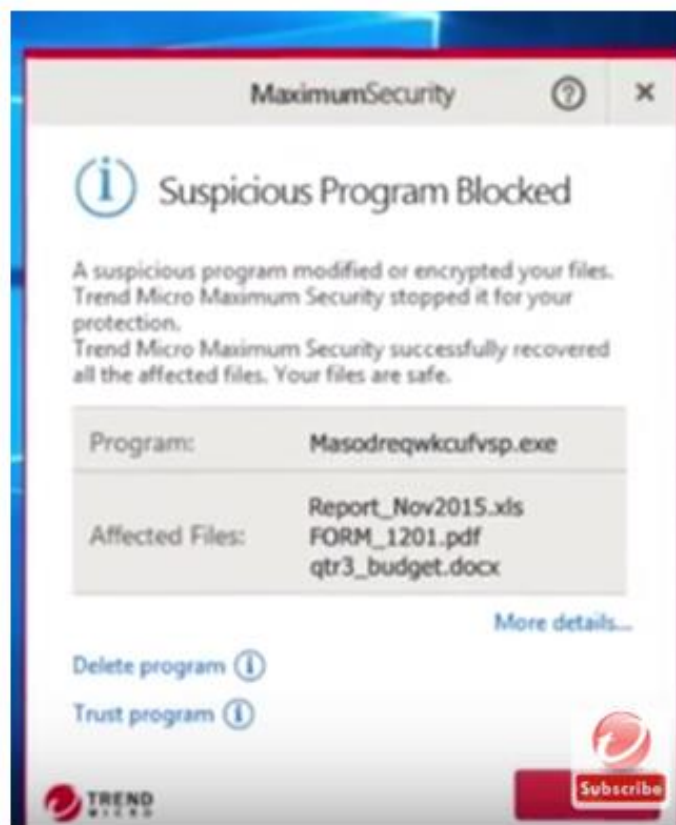 MaximumSecurity
Suspicious Program Blocked
A suspicious program modified or encrypted your files.
Trend Micro Maximum Security stopped it for your
protection.
Trend Micro Maximum Security successfully recovered
all the affected files. Your files are safe.
Program: Masodreqwkcufvsp.exe
Affected Files: Report_Nov2015.xls
FORM_1201.pdf
qtr3_budget.docx
More details...
Delete program
Trust program
TREND
MICRO
Subscribe